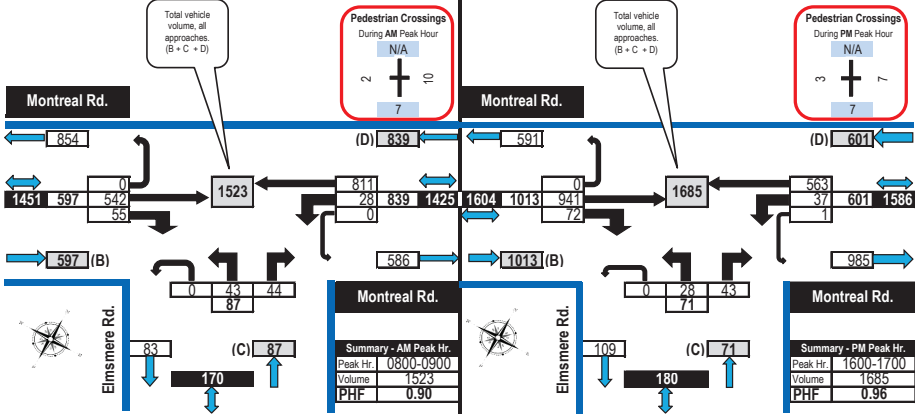 Total vehicle
volume, all
approaches.
(B + C + D)
Pedestrian Crossings
During AM Peak Hour
N/A
2
10
7
Montreal Rd.
854
(D) 839
0
1523
811
1451 597 542
28 839 1425
55
0
597 (B)
586
0 43 44
87
Montreal Rd.
Elmsmere Rd.
83
(C) 87
170
Summary - AM Peak Hr.
Peak Hr. 0800-0900
Volume 1523
PHF 0.90
Total vehicle
volume, all
approaches.
(B + C + D)
Pedestrian Crossings
During PM Peak Hour
N/A
3
7
7
Montreal Rd.
591
(D) 601
0
1685
563
1604 1013 941
37 601 1586
72
1
1013 (B)
985
0 28 43
71
Montreal Rd.
Elmsmere Rd.
109
(C) 71
180
Summary - PM Peak Hr.
Peak Hr. 1600-1700
Volume 1685
PHF 0.96